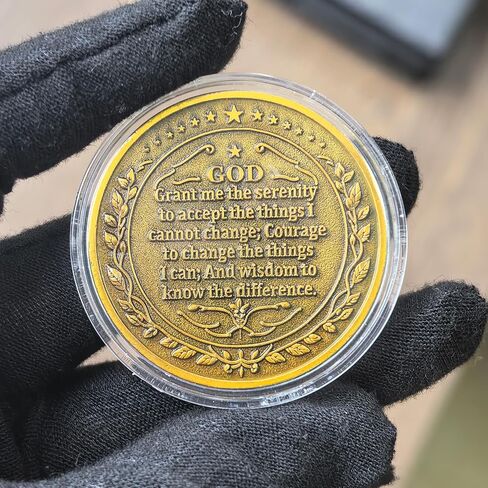 GOD
Grant me the serenity
to accept the things I
cannot change; Courage
to change the things
I can; And wisdom to
know the difference.